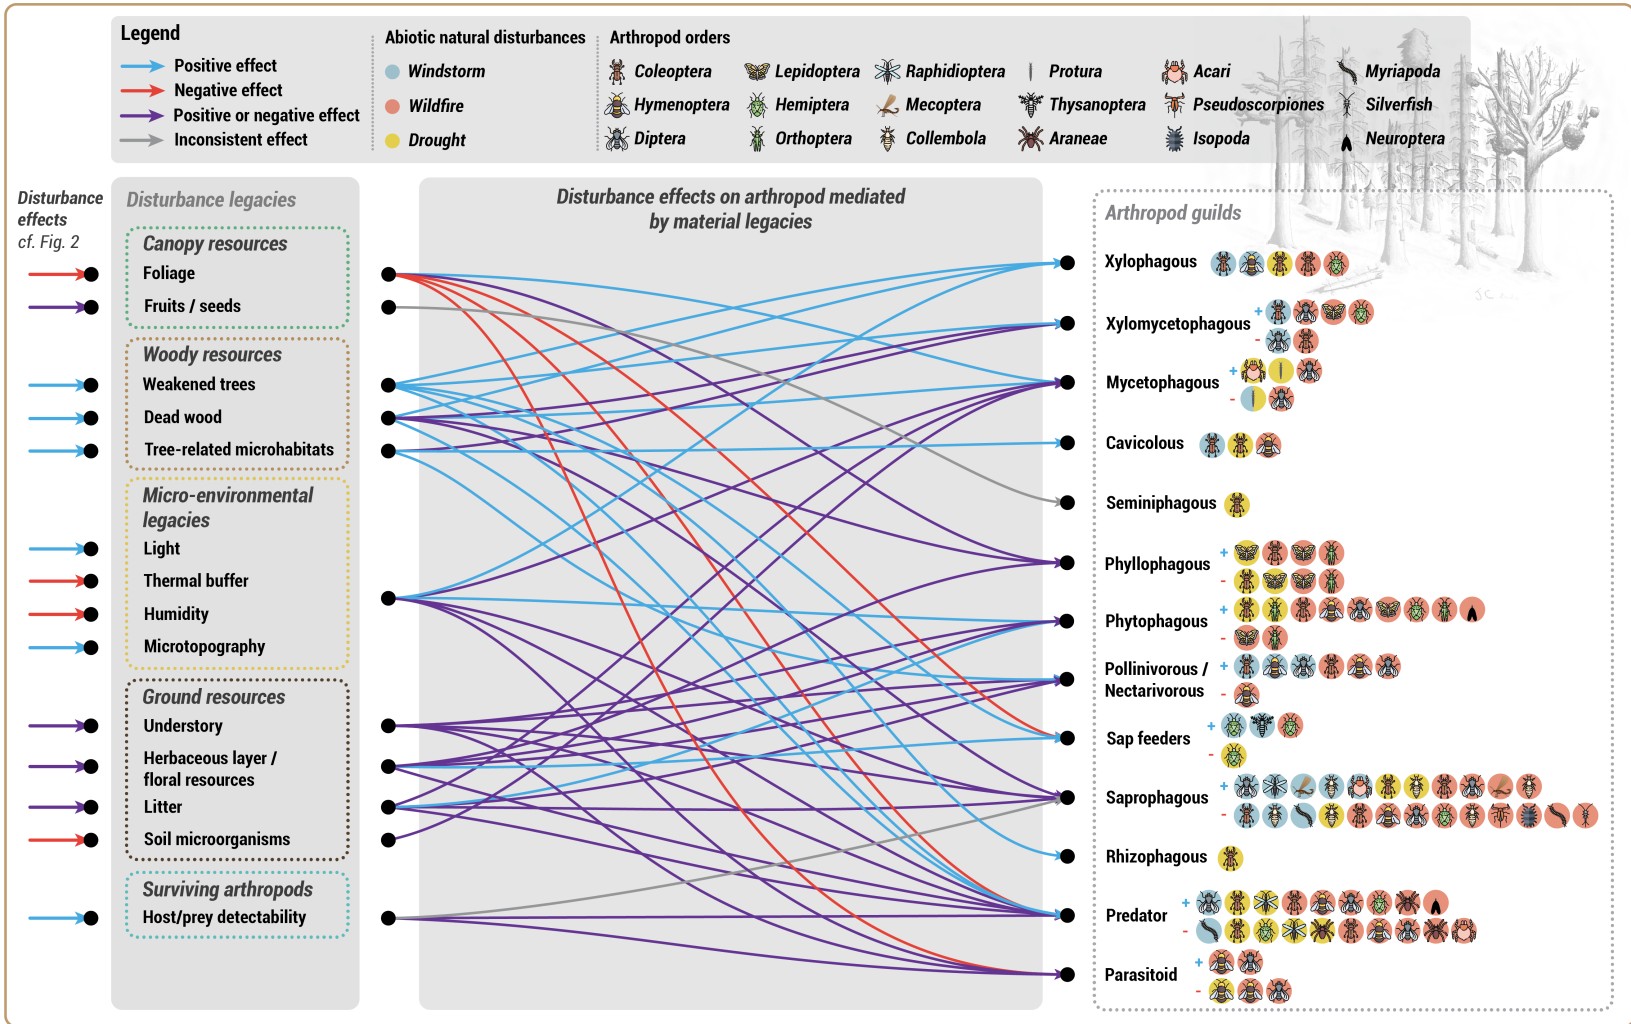 Legend
Positive effect
Negative effect
Positive or negative effect
Inconsistent effect
Abiotic natural disturbances
Windstorm
Wildfire
Drought
Arthropod orders
Coleoptera
Lepidoptera
Raphidioptera
Protura
Acari
Myriapoda
Hymenoptera
Hemiptera
Mecoptera
Thysanoptera
Pseudoscorpiones
Silverfish
Diptera
Orthoptera
Collembola
Araneae
Isopoda
Neuroptera
Disturbance
effects
cf. Fig. 2
Disturbance legacies
Canopy resources
Foliage
Fruits / seeds
Woody resources
Weakened trees
Dead wood
Tree-related microhabitats
Micro-environmental
legacies
Light
Thermal buffer
Humidity
Microtopography
Ground resources
Understory
Herbaceous layer /
floral resources
Litter
Soil microorganisms
Surviving arthropods
Host/prey detectability
Disturbance effects on arthropod mediated
by material legacies
Arthropod guilds
Xylophagous
+
Xylomycetophagous
-
+
Mycetophagous
-
Cavicolous
Seminiphagous
+
Phyllophagous
-
+
Phytophagous
-
Pollinivorous / +
Nectarivorous -
+
Sap feeders
-
+
Saprophagous
-
Rhizophagous
+
Predator
-
+
Parasitoid
-